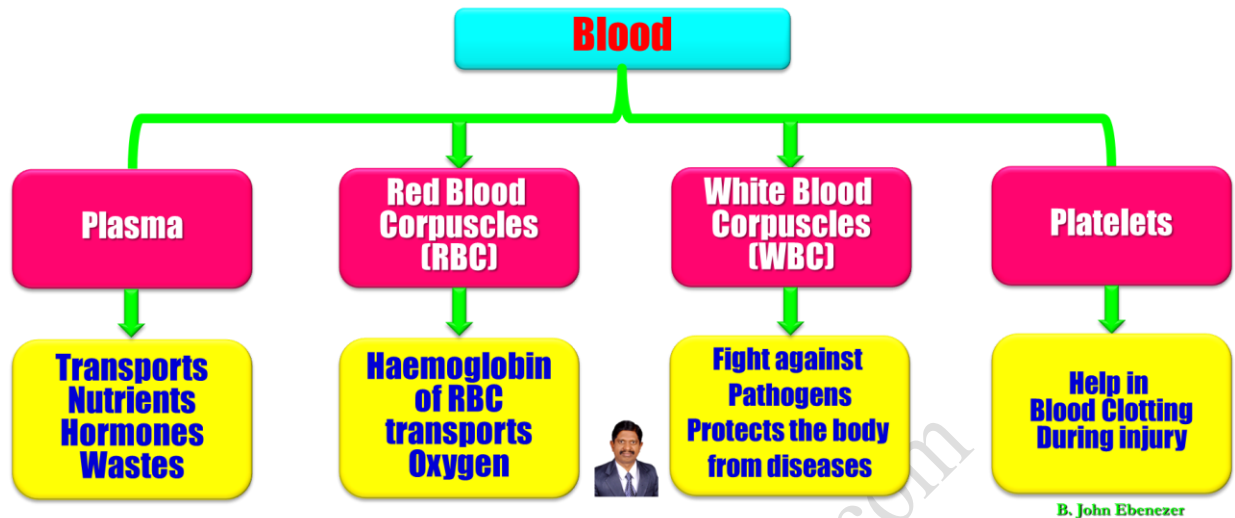 Blood
Plasma
Red Blood
Corpuscles
(RBC)
White Blood
Corpuscles
(WBC)
Platelets
Transports
Nutrients
Hormones
Wastes
Haemoglobin
of RBC
transports
Oxygen
Fight against
Pathogens
Protects the body
from diseases
Help in
Blood Clotting
During injury
com
B. John Ebenezer